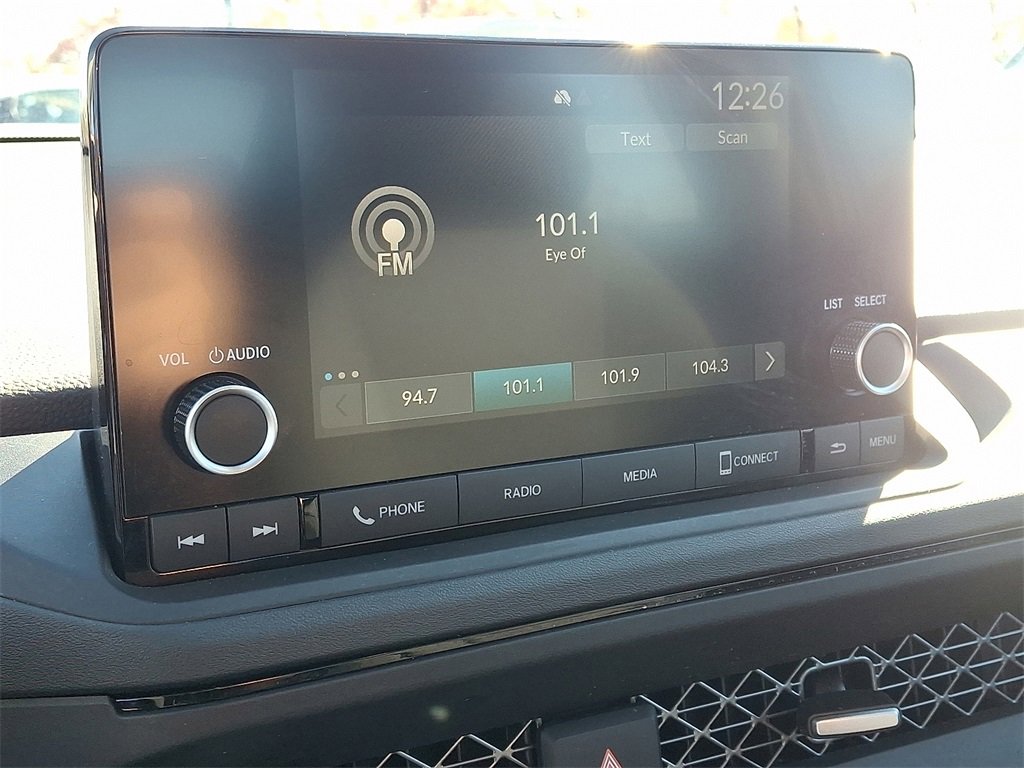 12:26
Text Scan
101.1
Eye Of
FM
LIST SELECT
VOL AUDIO
94.7 101.1 101.9 104.3
PHONE RADIO MEDIA CONNECT MENU